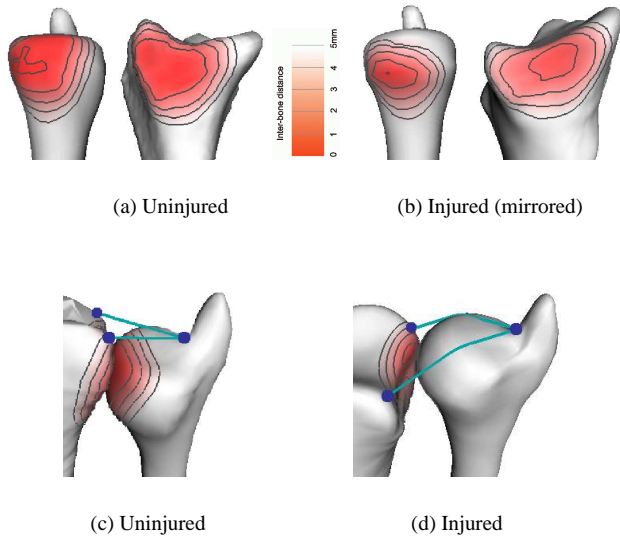 Inter-bone distance
0 1 2 3 4 5mm
(a) Uninjured
(b) Injured (mirrored)
(c) Uninjured
(d) Injured